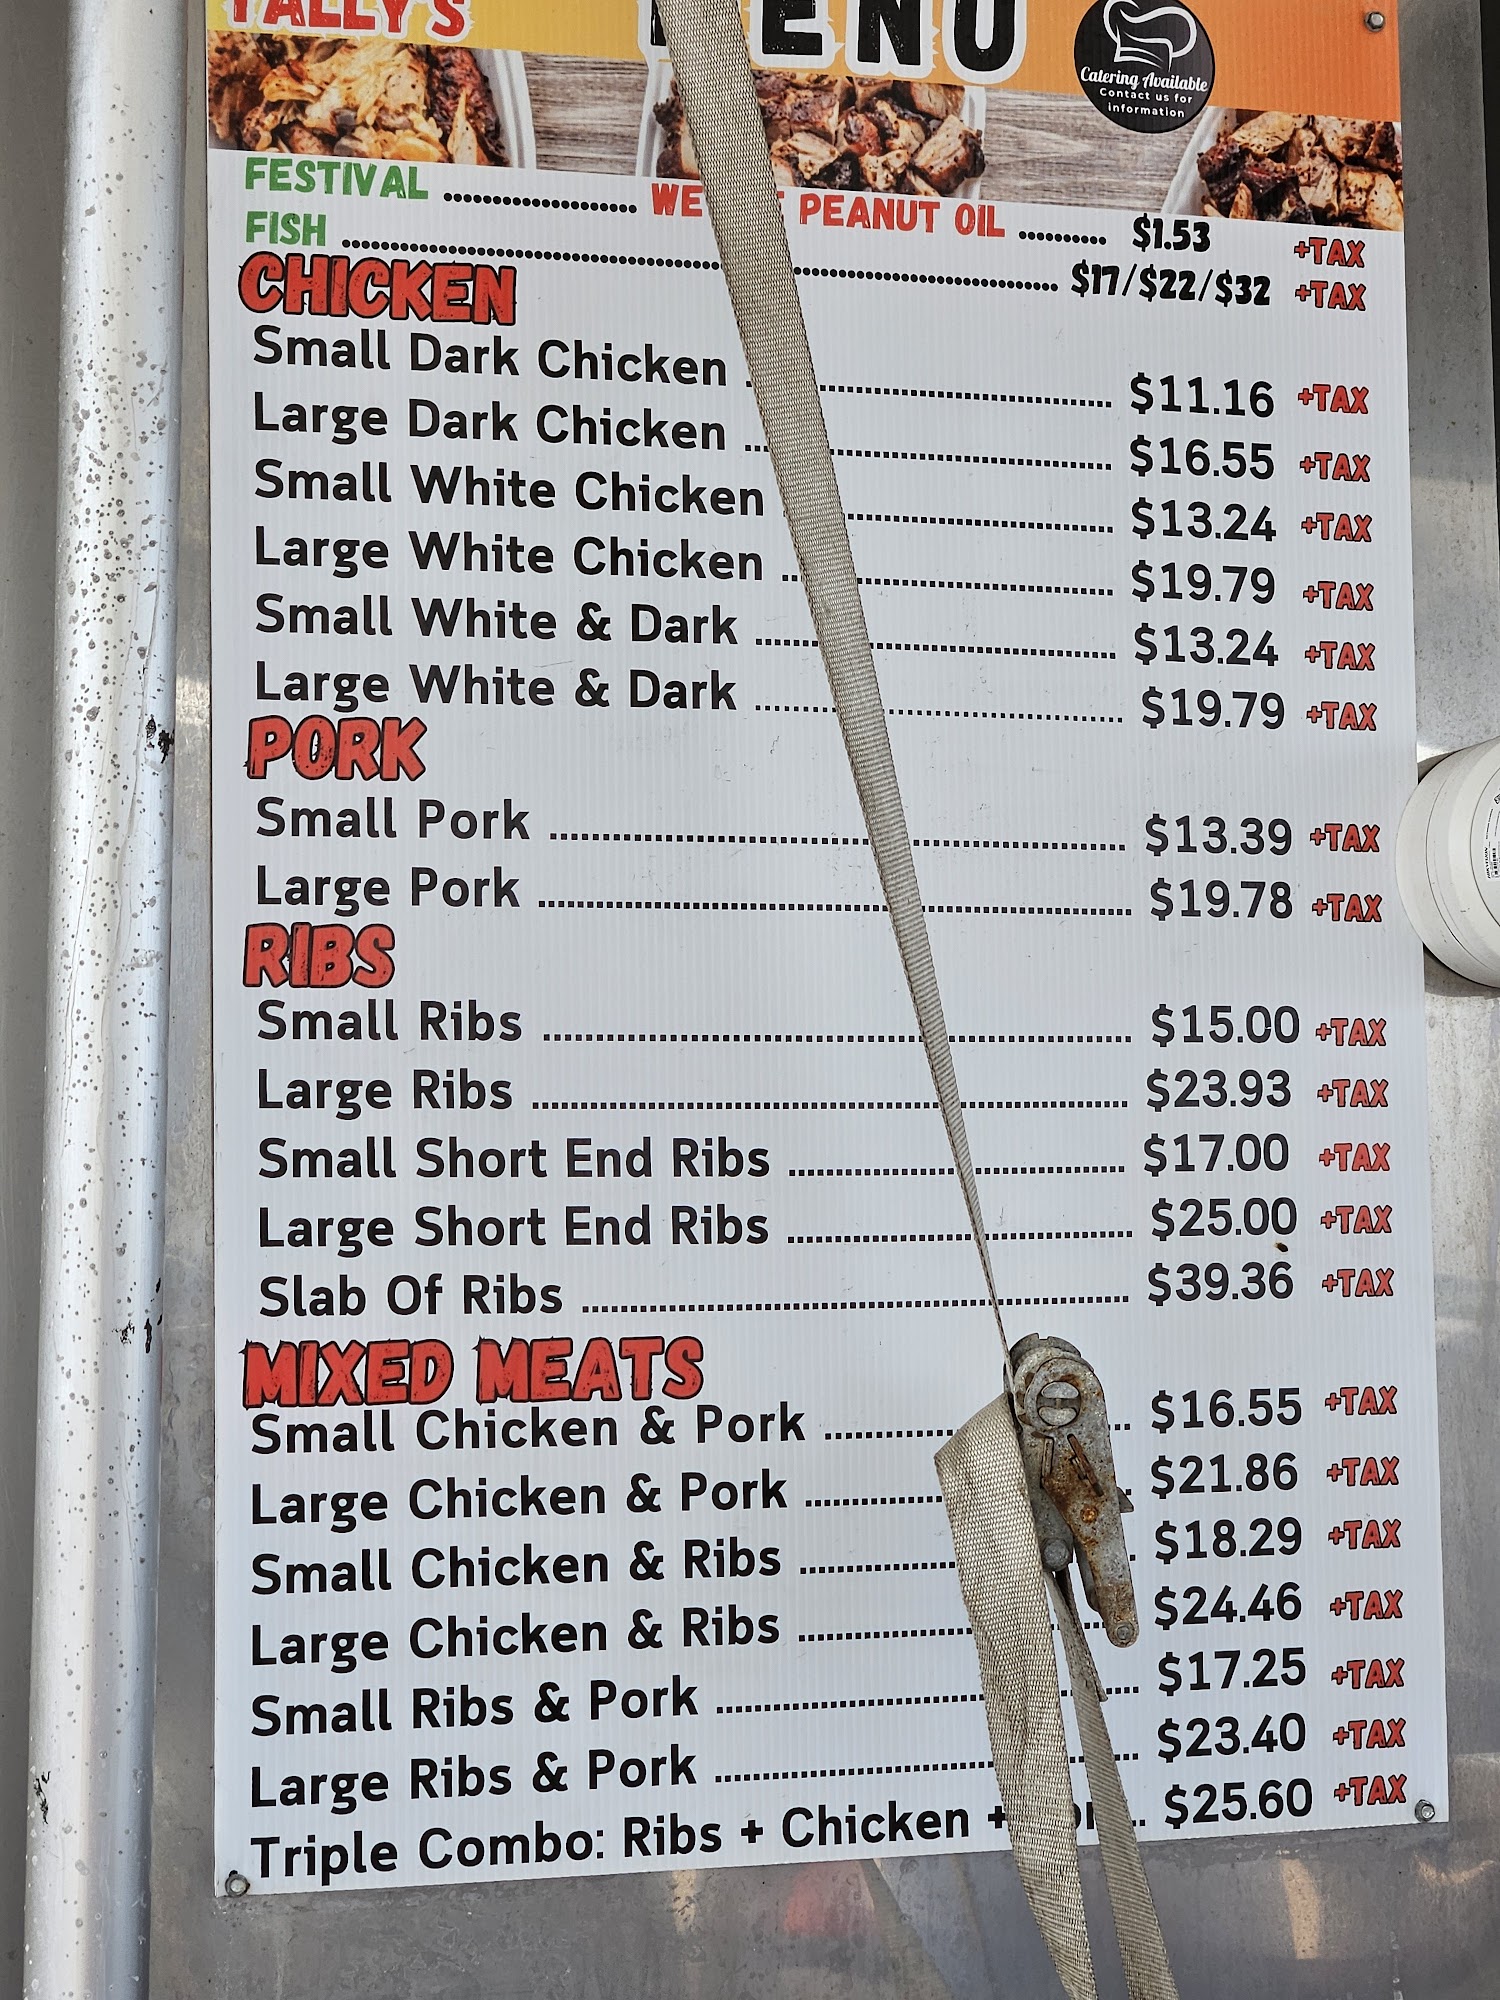 TALLY'S MENU
Catering Available
Contact us for
information
FESTIVAL .................... WE PEANUT OIL .......... $1.53 +TAX
FISH .................... $17/$22/$32 +TAX
CHICKEN
Small Dark Chicken .................... $11.16 +TAX
Large Dark Chicken .................... $16.55 +TAX
Small White Chicken .................... $13.24 +TAX
Large White Chicken .................... $19.79 +TAX
Small White & Dark .................... $13.24 +TAX
Large White & Dark .................... $19.79 +TAX
PORK
Small Pork .................... $13.39 +TAX
Large Pork .................... $19.78 +TAX
RIBS
Small Ribs .................... $15.00 +TAX
Large Ribs .................... $23.93 +TAX
Small Short End Ribs .................... $17.00 +TAX
Large Short End Ribs .................... $25.00 +TAX
Slab Of Ribs .................... $39.36 +TAX
MIXED MEATS
Small Chicken & Pork .................... $16.55 +TAX
Large Chicken & Pork .................... $21.86 +TAX
Small Chicken & Ribs .................... $18.29 +TAX
Large Chicken & Ribs .................... $24.46 +TAX
Small Ribs & Pork .................... $17.25 +TAX
Large Ribs & Pork .................... $23.40 +TAX
Triple Combo: Ribs + Chicken + .. $25.60 +TAX